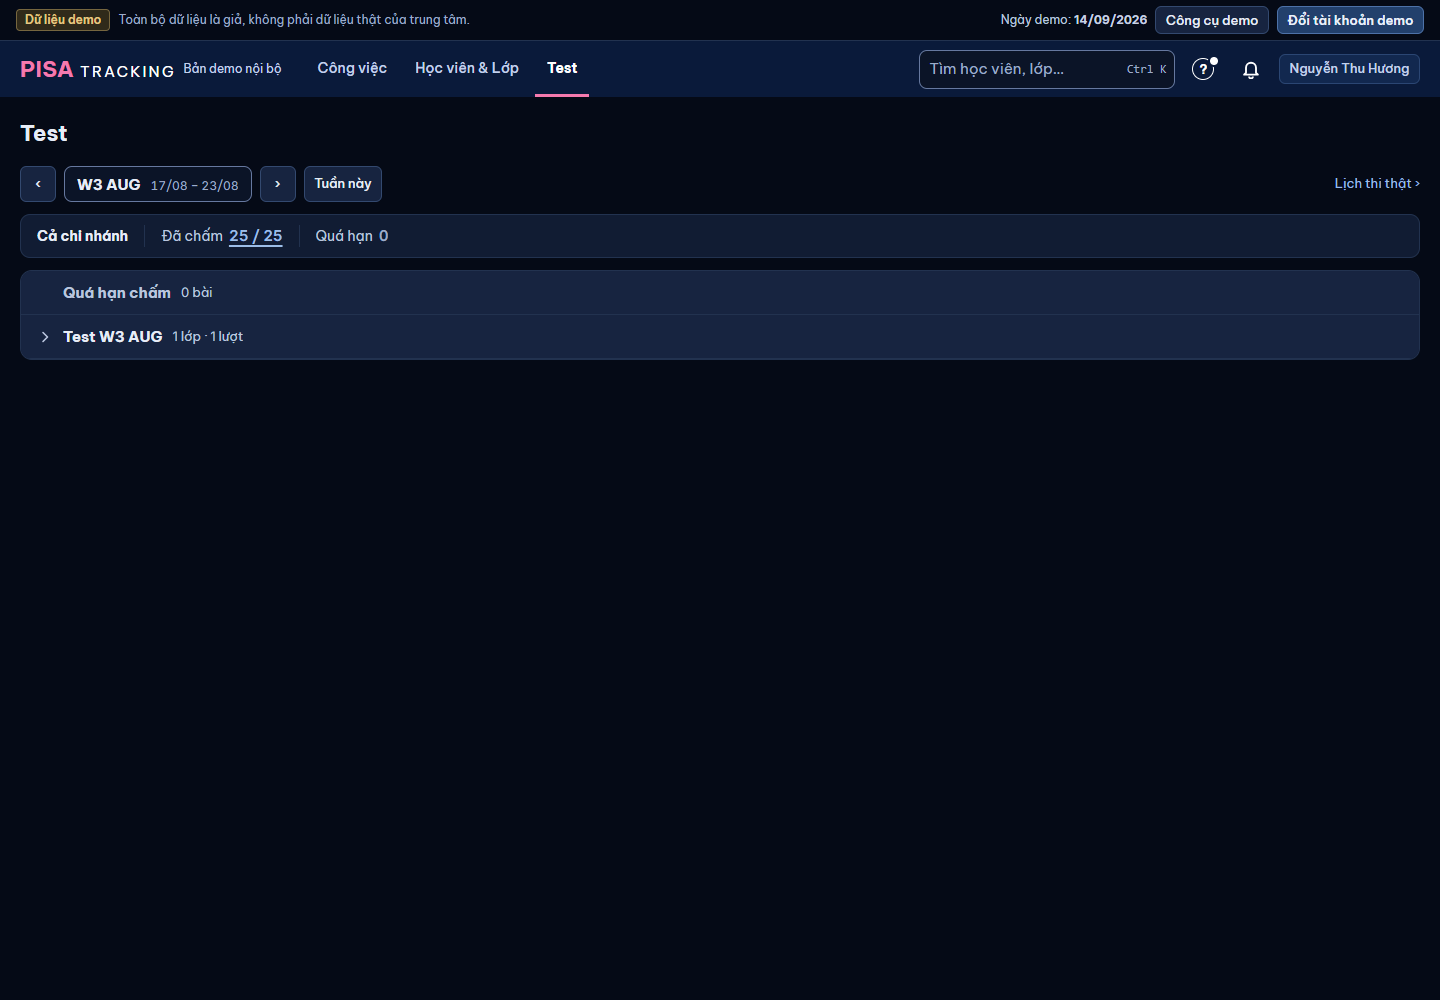 Dữ liệu demo Toàn bộ dữ liệu là giả, không phải dữ liệu thật của trung tâm. Ngày demo: 14/09/2026 Công cụ demo Đổi tài khoản demo
PISA TRACKING Bản demo nội bộ Công việc Học viên & Lớp Test Tìm học viên, lớp... Ctrl K ? Nguyễn Thu Hương
Test
‹ W3 AUG 17/08 – 23/08 › Tuần này Lịch thi thật ›
Cả chi nhánh Đã chấm 25 / 25 Quá hạn 0
Quá hạn chấm 0 bài
Test W3 AUG 1 lớp · 1 lượt